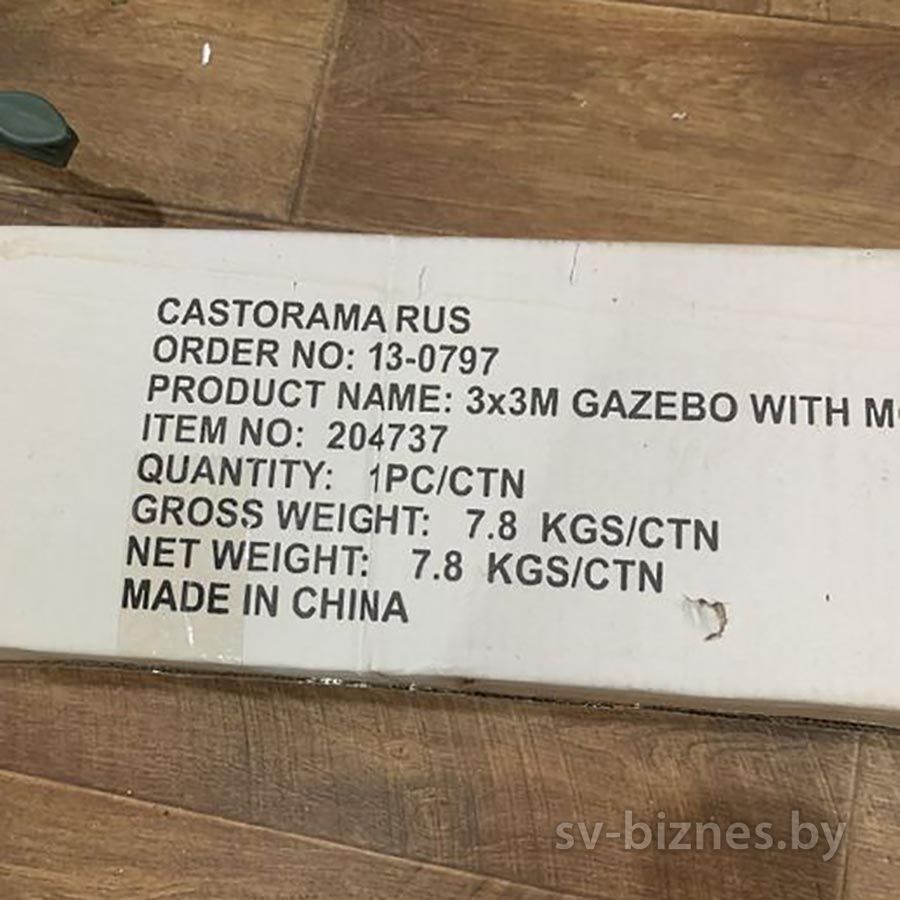 CASTORAMA RUS
ORDER NO: 13-0797
PRODUCT NAME: 3x3M GAZEBO WITH
ITEM NO: 204737
QUANTITY: 1PC/CTN
GROSS WEIGHT: 7.8 KGS/CTN
NET WEIGHT: 7.8 KGS/CTN
MADE IN CHINA
sv-biznes.by